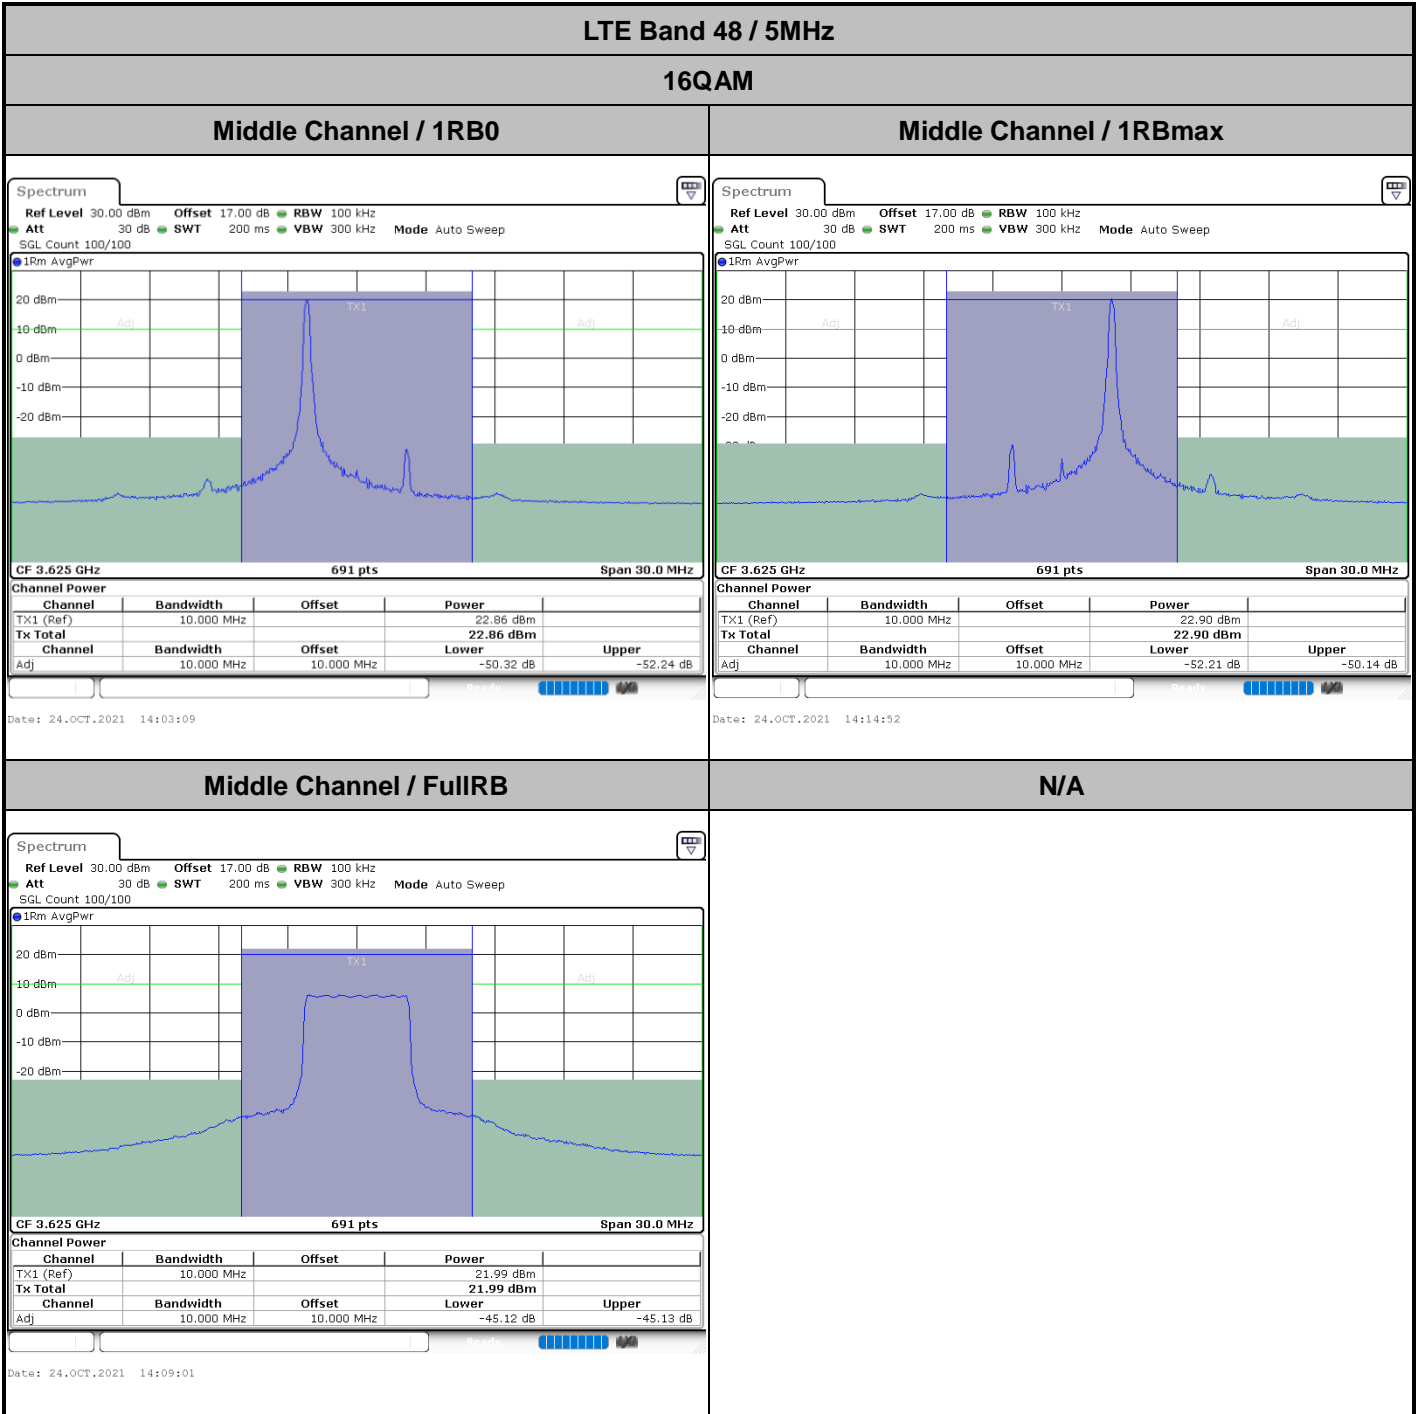 LTE Band 48 / 5MHz
16QAM
Middle Channel / 1RB0
Middle Channel / 1RBmax
Spectrum
Ref Level 30.00 dBm Offset 17.00 dB RBW 100 kHz
Att 30 dB SWT 200 ms VBW 300 kHz Mode Auto Sweep
SGL Count 100/100
1Rm AvgPwr
20 dBm
TX1
Adj
Adj
10 dBm
0 dBm
-10 dBm
-20 dBm
CF 3.625 GHz 691 pts Span 30.0 MHz
Channel Power
Channel Bandwidth Offset Power
TX1 (Ref) 10.000 MHz 22.86 dBm
Tx Total 22.86 dBm
Channel Bandwidth Offset Lower Upper
Adj 10.000 MHz 10.000 MHz -50.32 dB -52.24 dB
Ready
Date: 24.OCT.2021 14:03:09
Spectrum
Ref Level 30.00 dBm Offset 17.00 dB RBW 100 kHz
Att 30 dB SWT 200 ms VBW 300 kHz Mode Auto Sweep
SGL Count 100/100
1Rm AvgPwr
20 dBm
TX1
Adj
Adj
10 dBm
0 dBm
-10 dBm
-20 dBm
CF 3.625 GHz 691 pts Span 30.0 MHz
Channel Power
Channel Bandwidth Offset Power
TX1 (Ref) 10.000 MHz 22.90 dBm
Tx Total 22.90 dBm
Channel Bandwidth Offset Lower Upper
Adj 10.000 MHz 10.000 MHz -52.21 dB -50.14 dB
Ready
Date: 24.OCT.2021 14:14:52
Middle Channel / FullRB
N/A
Spectrum
Ref Level 30.00 dBm Offset 17.00 dB RBW 100 kHz
Att 30 dB SWT 200 ms VBW 300 kHz Mode Auto Sweep
SGL Count 100/100
1Rm AvgPwr
20 dBm
TX1
Adj
Adj
10 dBm
0 dBm
-10 dBm
-20 dBm
CF 3.625 GHz 691 pts Span 30.0 MHz
Channel Power
Channel Bandwidth Offset Power
TX1 (Ref) 10.000 MHz 21.99 dBm
Tx Total 21.99 dBm
Channel Bandwidth Offset Lower Upper
Adj 10.000 MHz 10.000 MHz -45.12 dB -45.13 dB
Ready
Date: 24.OCT.2021 14:09:01